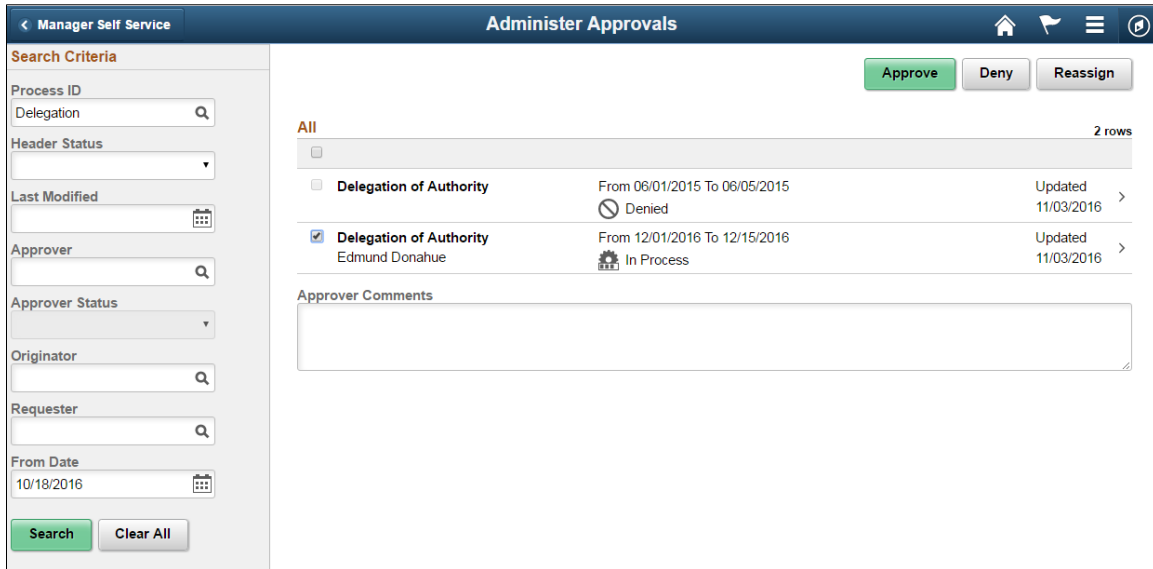 Manager Self Service
Administer Approvals
Search Criteria
Process ID
Delegation
Header Status
Last Modified
Approver
Approver Status
Originator
Requester
From Date
10/18/2016
Search
Clear All
Approve
Deny
Reassign
All
2 rows
Delegation of Authority
From 06/01/2015 To 06/05/2015
Denied
Updated
11/03/2016
Delegation of Authority
Edmund Donahue
From 12/01/2016 To 12/15/2016
In Process
Updated
11/03/2016
Approver Comments